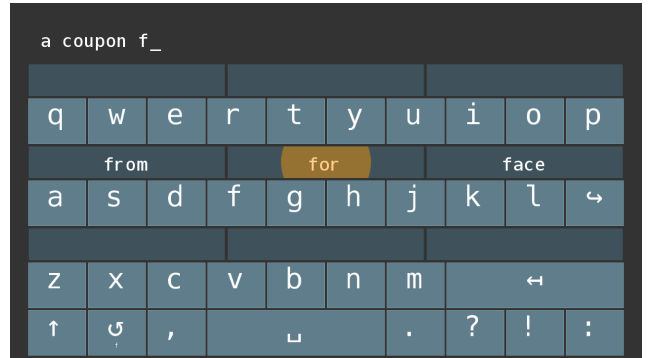 a coupon f_
q w e r t y u i o p
from for face
a s d f g h j k l ↪
z x c v b n m ↤
↑ ↺ , ␣ . ? ! :